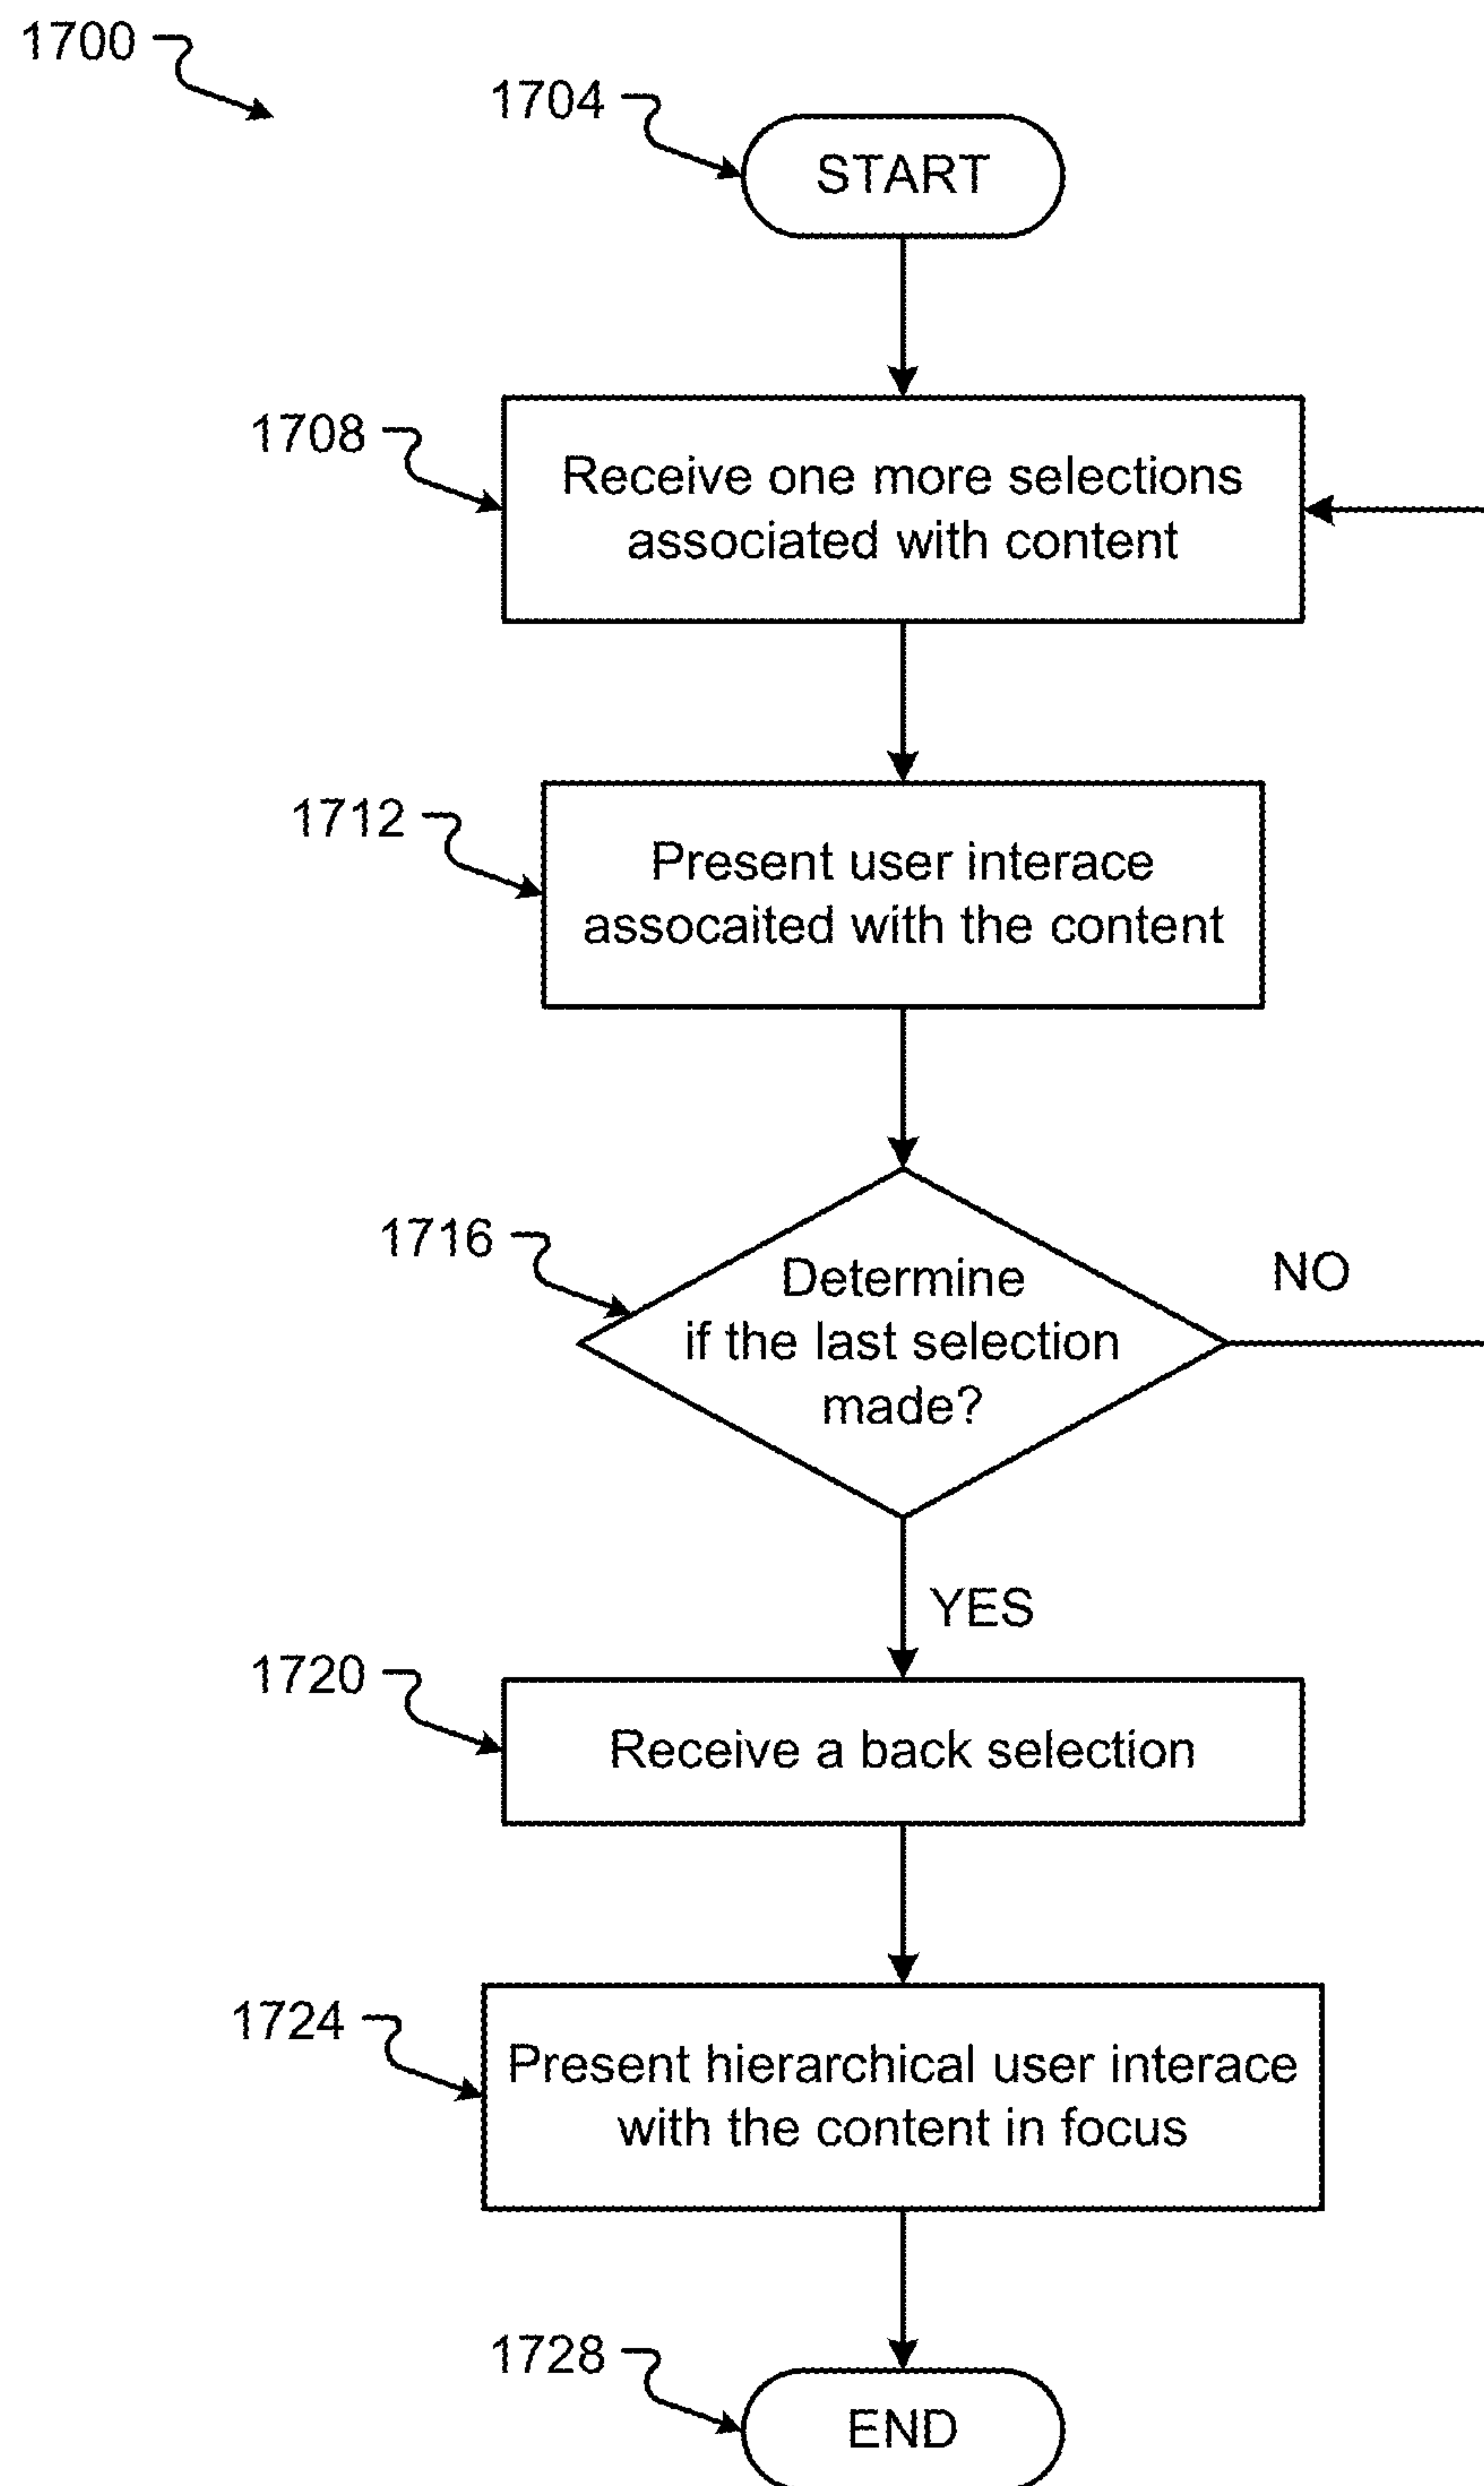 1700
1704
START
1708
Receive one more selections
associated with content
1712
Present user interace
assocaited with the content
1716
Determine
if the last selection
made?
NO
YES
1720
Receive a back selection
1724
Present hierarchical user interace
with the content in focus
1728
END